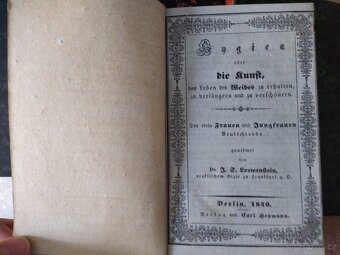 Hygiea
oder
die Kunst,
das Leben des Weibes zu erhalten,
zu verlängern und zu verschönern.
Den edeln Frauen und Jungfrauen
Deutschlands
gewidmet
von
Dr. J. S. Loewenstein,
praktischem Arzte zu Frankfurt a. O.
Berlin, 1840.
Verlag von Carl Heymann.